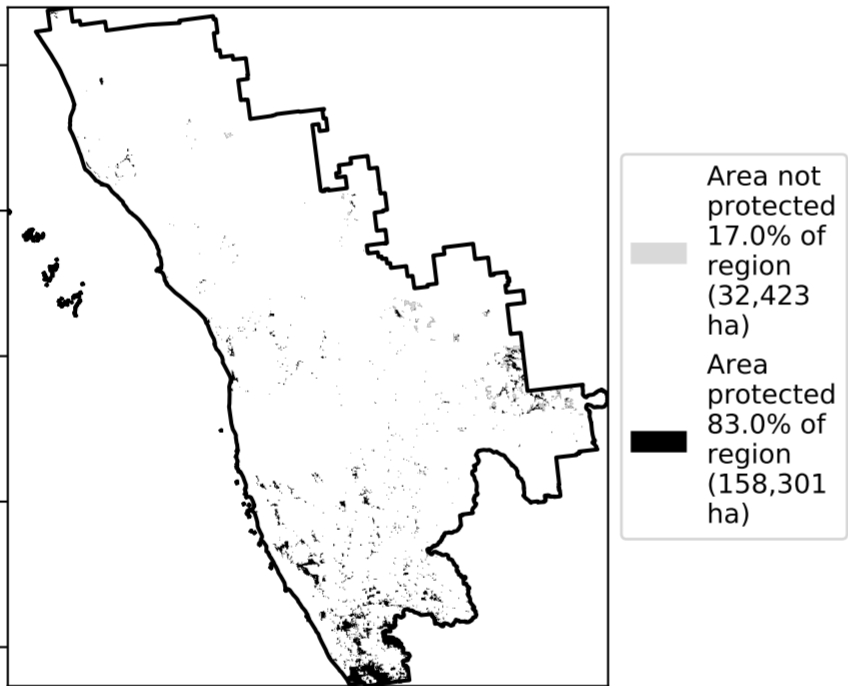 Area not
protected
17.0% of
region
(32,423
ha)
Area
protected
83.0% of
region
(158,301
ha)